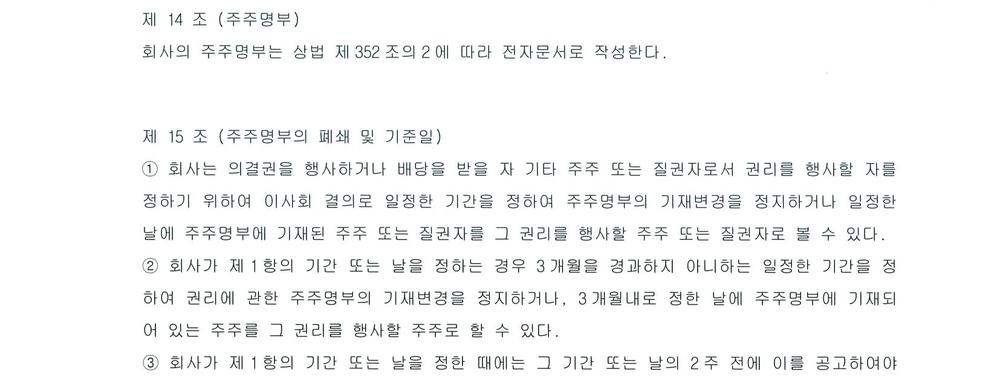 제 14 조 (주주명부)
회사의 주주명부는 상법 제352조의2에 따라 전자문서로 작성한다.
제 15 조 (주주명부의 폐쇄 및 기준일)
① 회사는 의결권을 행사하거나 배당을 받을 자 기타 주주 또는 질권자로서 권리를 행사할 자를
정하기 위하여 이사회 결의로 일정한 기간을 정하여 주주명부의 기재변경을 정지하거나 일정한
날에 주주명부에 기재된 주주 또는 질권자를 그 권리를 행사할 주주 또는 질권자로 볼 수 있다.
② 회사가 제1항의 기간 또는 날을 정하는 경우 3개월을 경과하지 아니하는 일정한 기간을 정
하여 권리에 관한 주주명부의 기재변경을 정지하거나, 3개월내로 정한 날에 주주명부에 기재되
어 있는 주주를 그 권리를 행사할 주주로 할 수 있다.
③ 회사가 제1항의 기간 또는 날을 정한 때에는 그 기간 또는 날의 2주 전에 이를 공고하여야